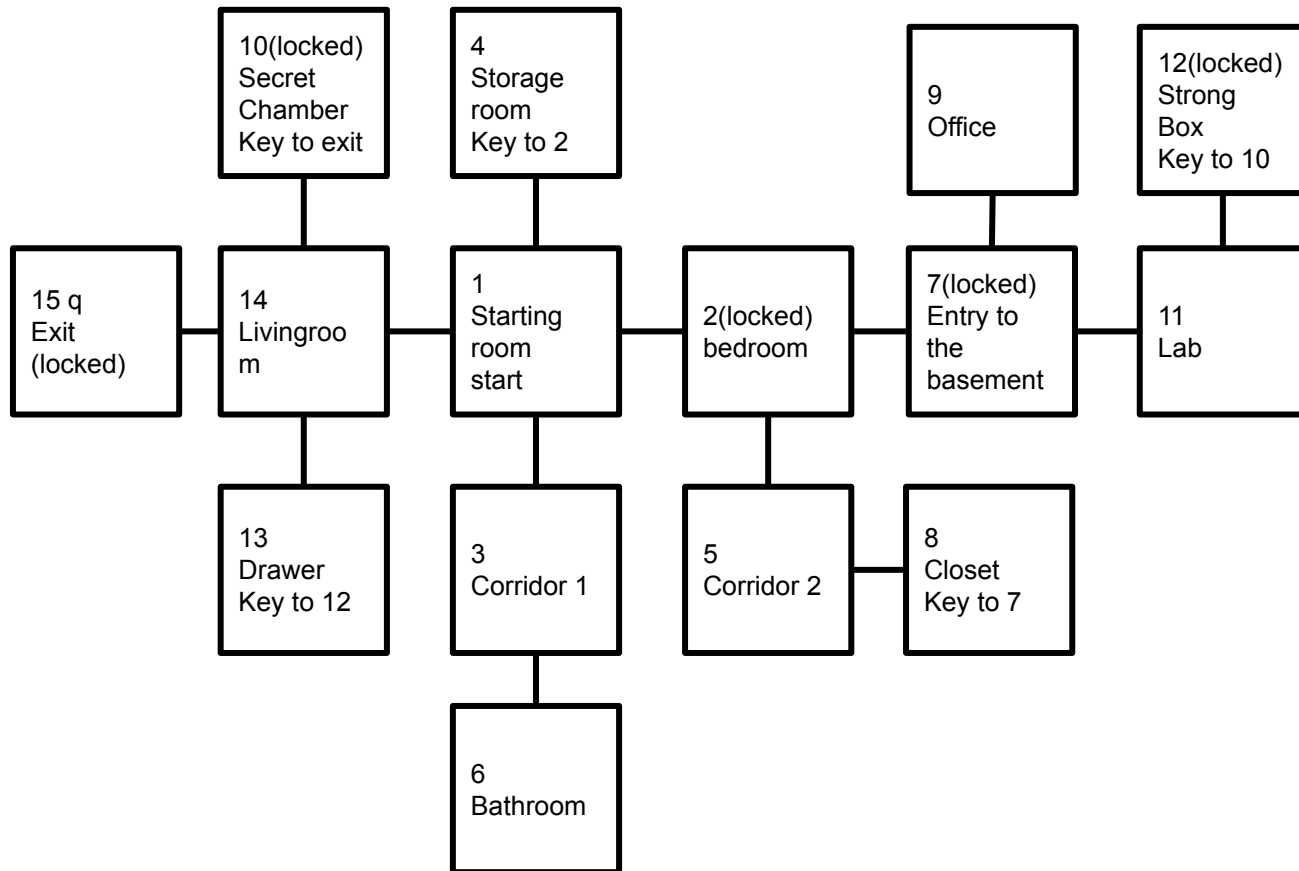 10(locked)
Secret
Chamber
Key to exit
4
Storage
room
Key to 2
9
Office
12(locked)
Strong
Box
Key to 10
15 q
Exit
(locked)
14
Livingroo
m
1
Starting
room
start
2(locked)
bedroom
7(locked)
Entry to
the
basement
11
Lab
13
Drawer
Key to 12
3
Corridor 1
5
Corridor 2
8
Closet
Key to 7
6
Bathroom